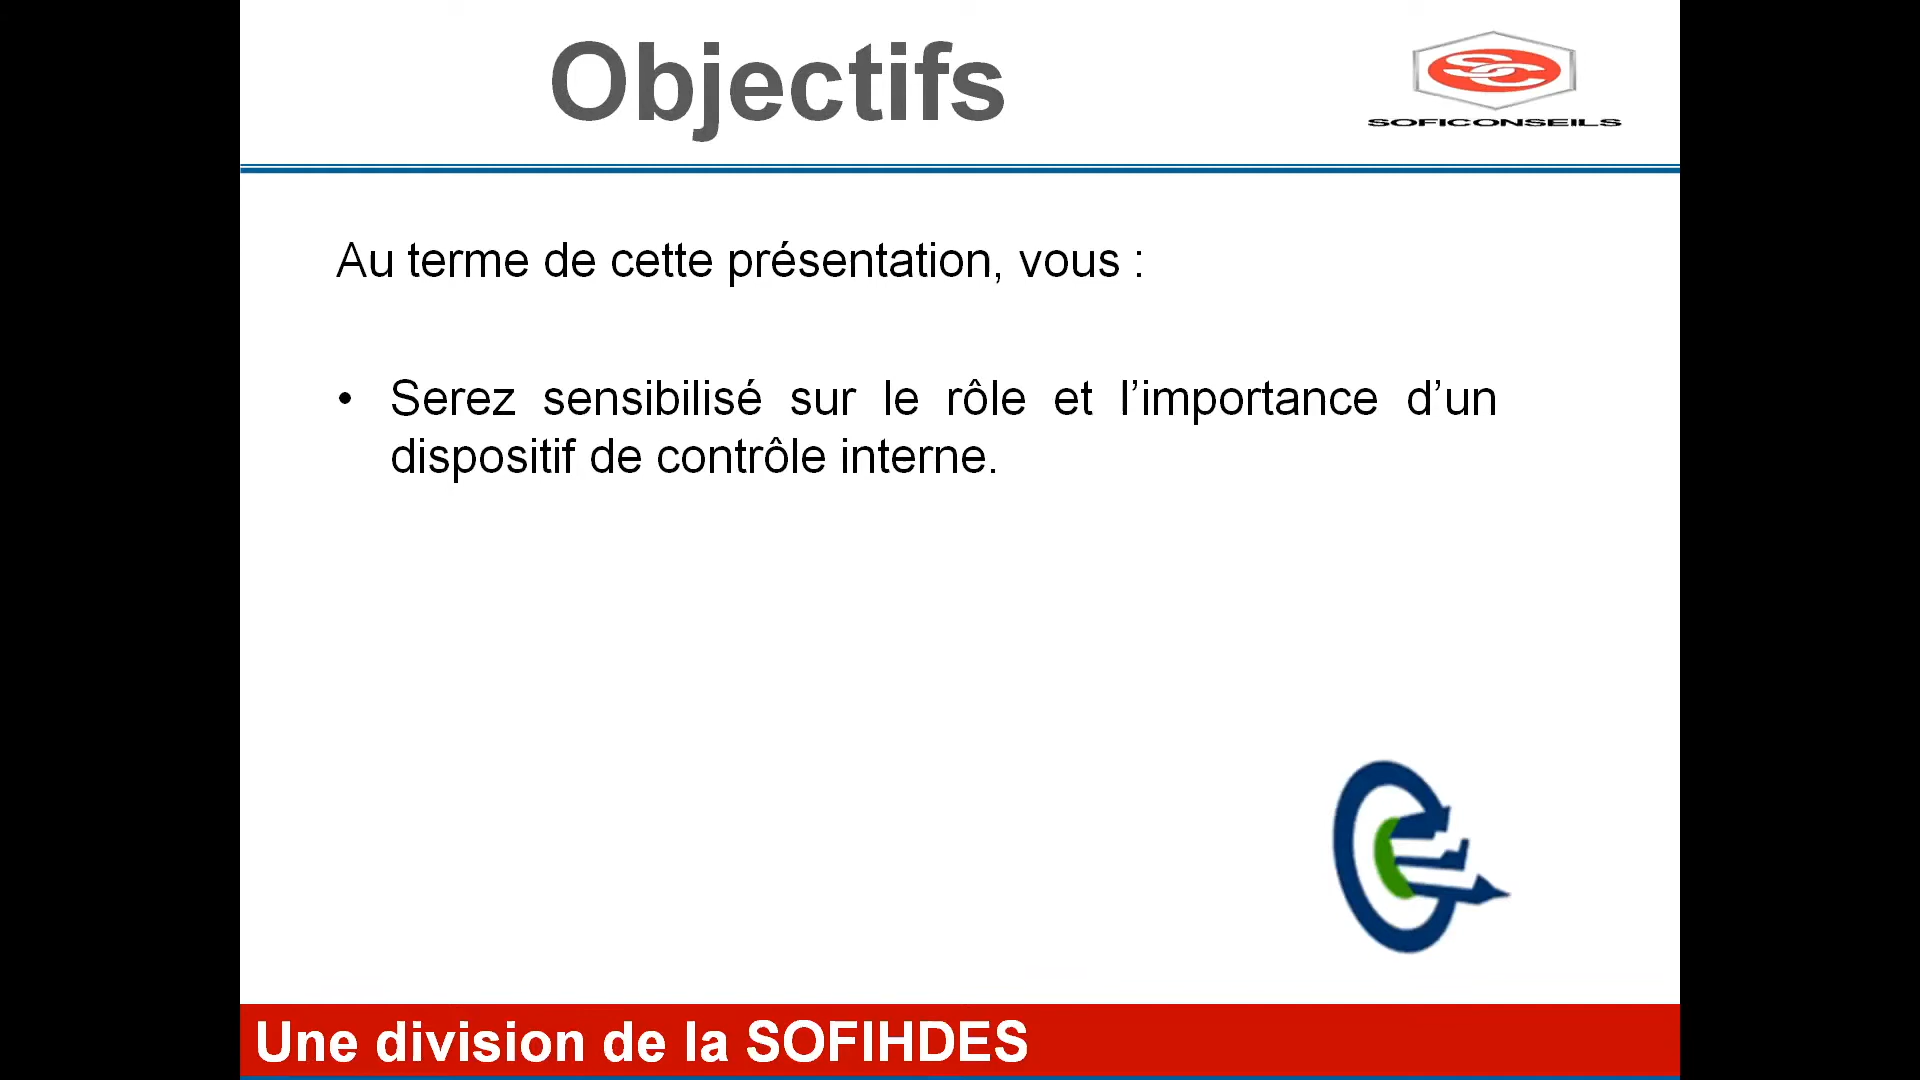 Objectifs
SC
SOFICONSEILS
Au terme de cette présentation, vous :
• Serez sensibilisé sur le rôle et l’importance d’un
dispositif de contrôle interne.
Une division de la SOFIHDES